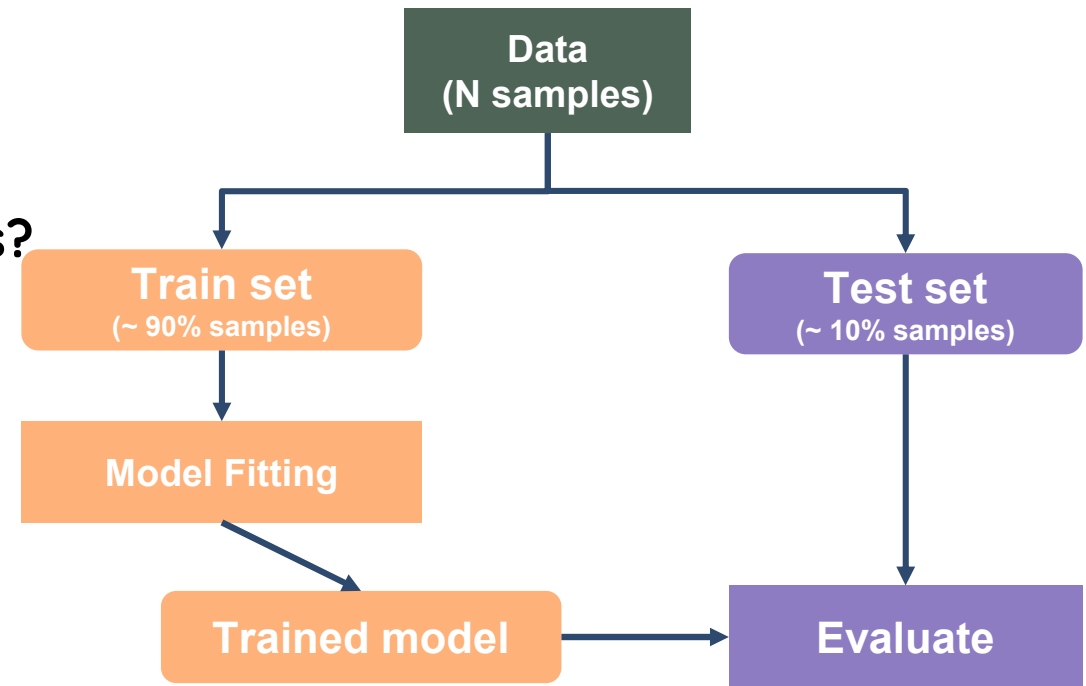 Data
(N samples)
s?
Train set
(~ 90% samples)
Test set
(~ 10% samples)
Model Fitting
Trained model
Evaluate